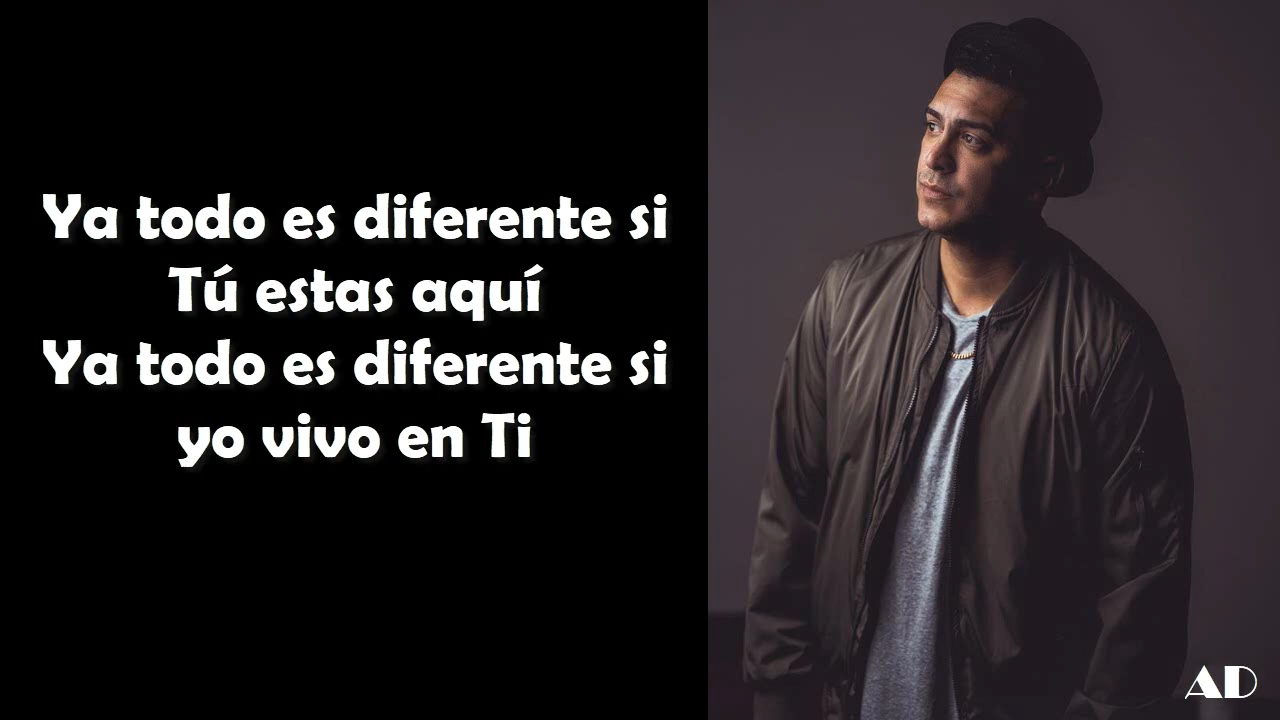 Ya todo es diferente si
Tú estas aquí
Ya todo es diferente si
yo vivo en Ti
AD